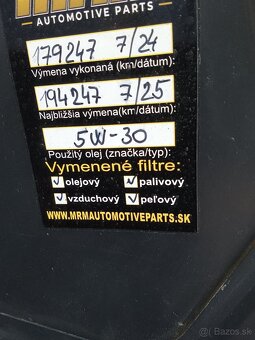 AUTOMOTIVE PARTS
179247 7/24
Výmena vykonaná (km/dátum):
194247 7/25
Najbližšia výmena(km/dátum):
5W-30
Použitý olej (značka/typ):
Vymenené filtre:
olejový palivový
vzduchový peľový
WWW.MRMAUTOMOTIVEPARTS.SK
Bazos.sk